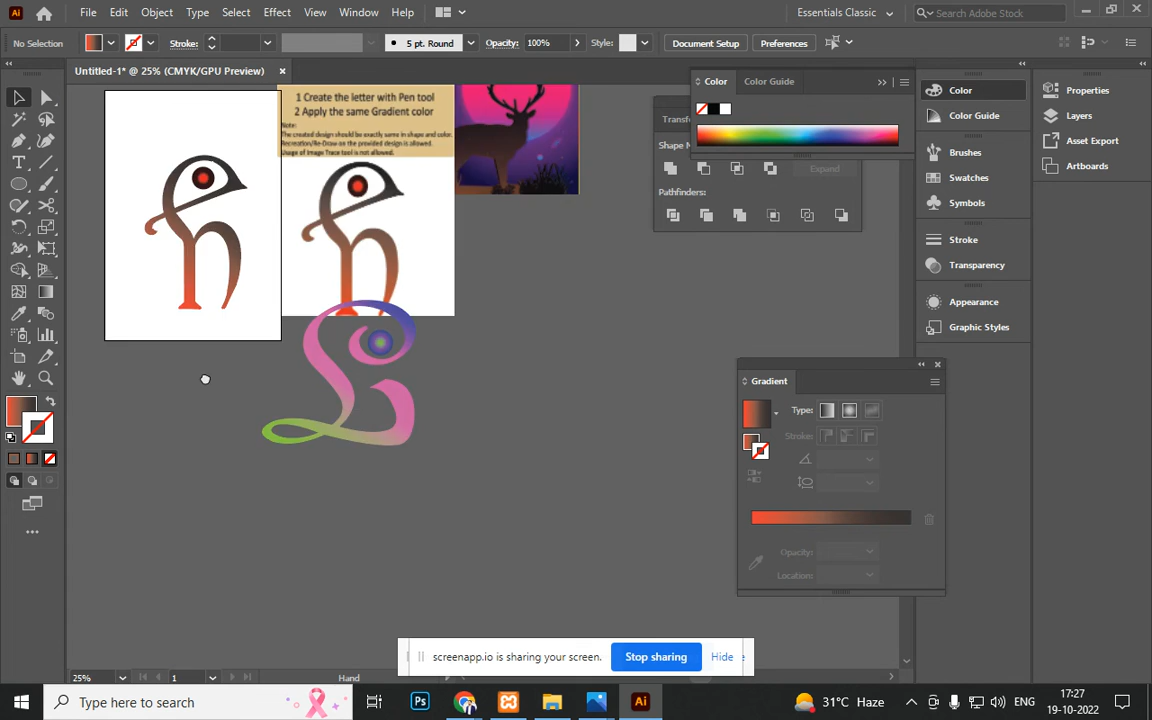 Ai File Edit Object Type Select Effect View Window Help Essentials Classic Search Adobe Stock
No Selection Stroke: 5 pt. Round Opacity: 100% Style: Document Setup Preferences
Untitled-1* @ 25% (CMYK/GPU Preview)
Color Color Guide
1 Create the letter with Pen tool
2 Apply the same Gradient color
Note:
The created design should be exactly same in shape and color.
Recreation/Re-Draw on the provided design is allowed.
Usage of Image Trace tool is not allowed.
Transf
Shape M
Expand
Pathfinders:
Color
Color Guide
Brushes
Swatches
Symbols
Stroke
Transparency
Appearance
Graphic Styles
Properties
Layers
Asset Export
Artboards
Gradient
Type:
Stroke:
Opacity:
Location:
screenapp.io is sharing your screen. Stop sharing Hide
25% 1 Hand
Type here to search Ps Ai 31°C Haze ENG 17:27
19-10-2022